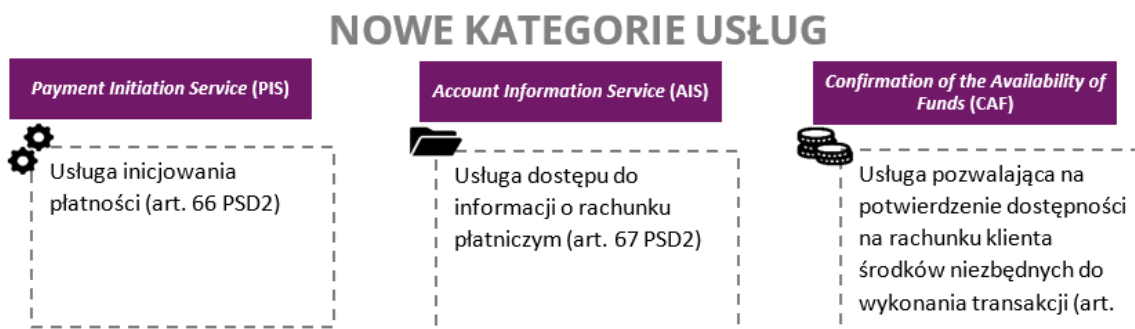 NOWE KATEGORIE USŁUG
Payment Initiation Service (PIS)
Usługa inicjowania
płatności (art. 66 PSD2)
Account Information Service (AIS)
Usługa dostępu do
informacji o rachunku
płatniczym (art. 67 PSD2)
Confirmation of the Availability of
Funds (CAF)
Usługa pozwalająca na
potwierdzenie dostępności
na rachunku klienta
środków niezbędnych do
wykonania transakcji (art.